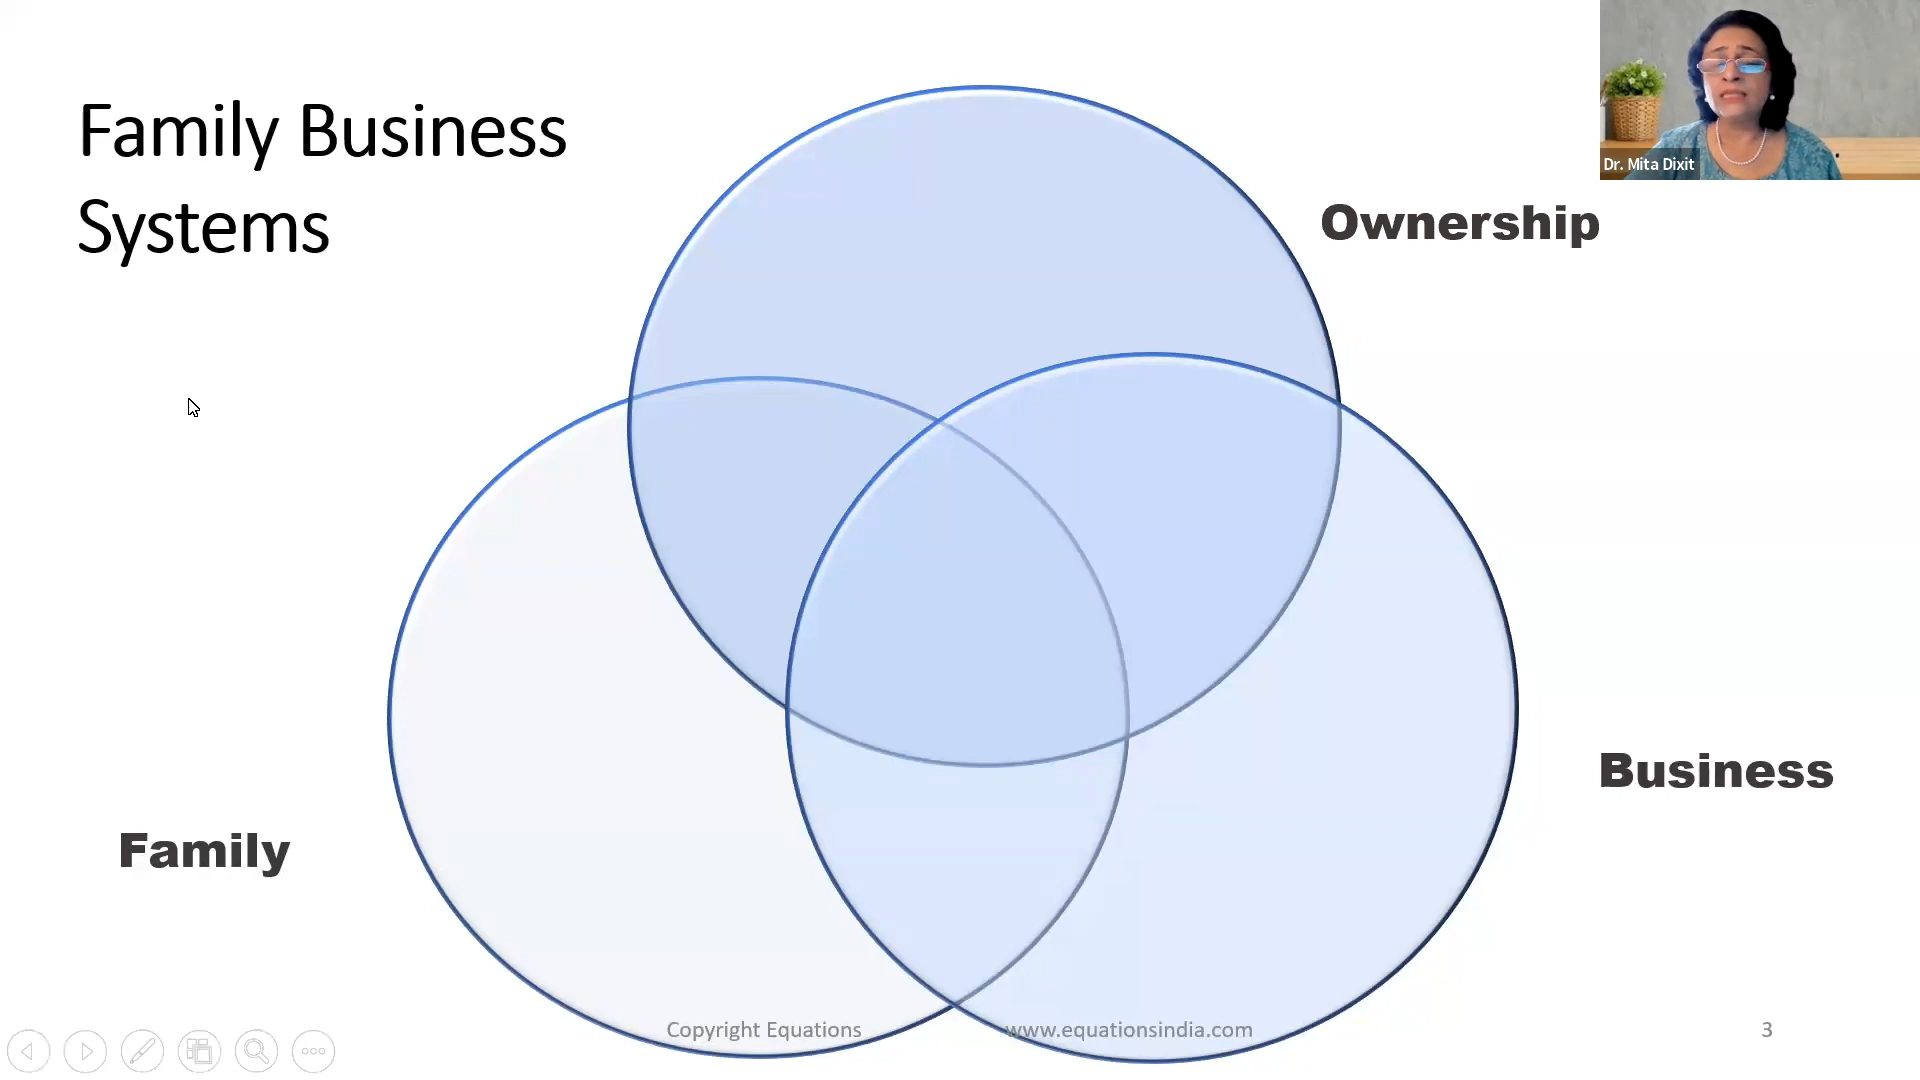 Family Business
Systems
Dr. Mita Dixit
Ownership
Business
Family
Copyright Equations
www.equationsindia.com
3